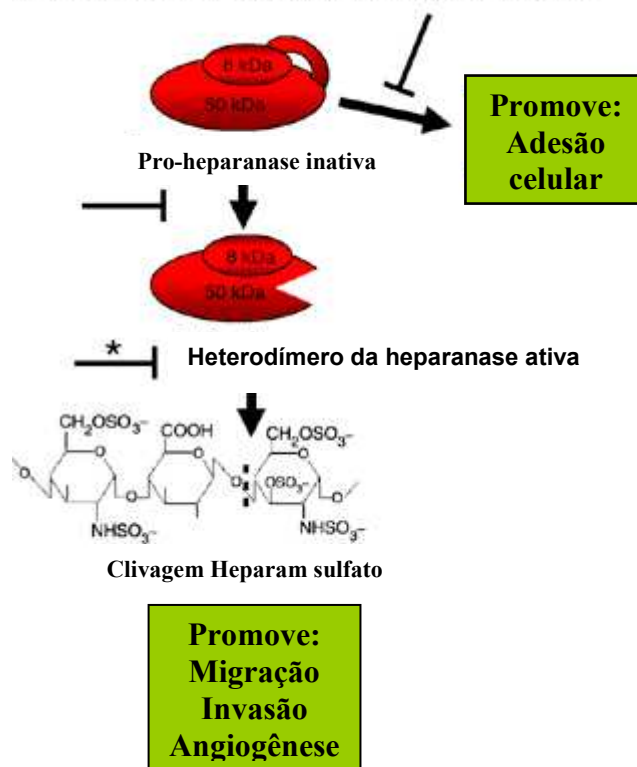 8 kDa
50 kDa
Promove:
Adesão
celular
Pro-heparanase inativa
8 kDa
50 kDa
*
Heterodímero da heparanase ativa
CH₂OSO₃⁻
COOH
CH₂OSO₃⁻
O
O
O
O
O
O
OSO₃⁻
O
NHSO₃⁻
NHSO₃⁻
Clivagem Heparam sulfato
Promove:
Migração
Invasão
Angiogênese